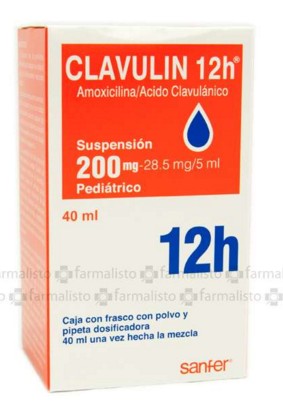 CLAVULIN 12h®
Amoxicilina/Acido Clavulánico
Suspensión
200 mg-28.5 mg/5 ml
Pediátrico
40 ml
12h
farmalisto farmalisto farmalisto
farmalisto farmalisto farmalisto
Caja con frasco con polvo y
pipeta dosificadora
40 ml una vez hecha la mezcla
sanfer®